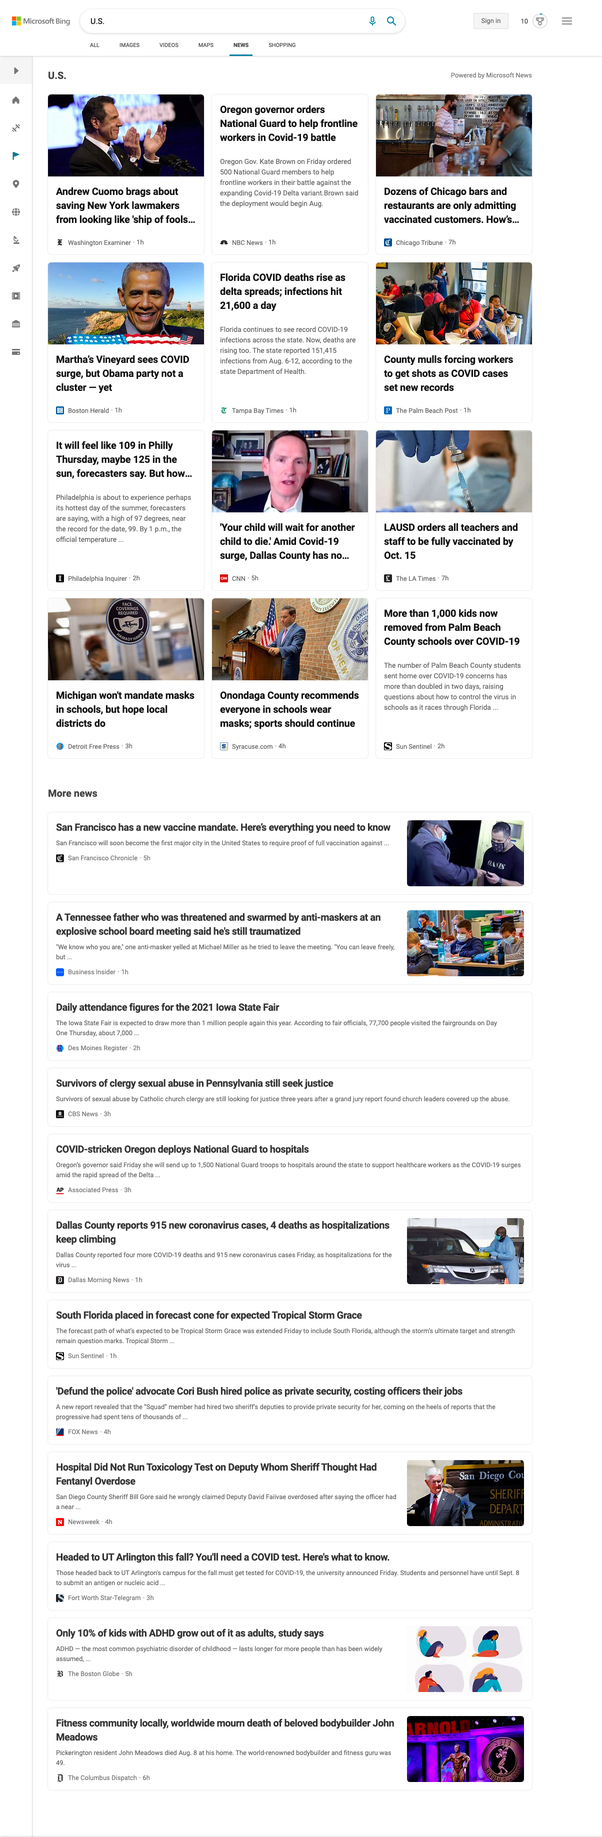 Microsoft Bing
U.S.
Sign in
10
ALL
IMAGES
VIDEOS
MAPS
NEWS
SHOPPING
U.S.
Powered by Microsoft News
Andrew Cuomo brags about
saving New York lawmakers
from looking like 'ship of fools...
Washington Examiner · 1h
Oregon governor orders
National Guard to help frontline
workers in Covid-19 battle
Oregon Gov. Kate Brown on Friday ordered
500 National Guard members to help
frontline workers in their battle against the
expanding Covid-19 Delta variant.Brown said
the deployment would begin Aug.
NBC News · 1h
Dozens of Chicago bars and
restaurants are only admitting
vaccinated customers. How's...
Chicago Tribune · 7h
Martha's Vineyard sees COVID
surge, but Obama party not a
cluster — yet
Boston Herald · 1h
Florida COVID deaths rise as
delta spreads; infections hit
21,600 a day
Florida continues to see record COVID-19
infections across the state. Now, deaths are
rising too. The state reported 151,415
infections from Aug. 6-12, according to the
state Department of Health.
Tampa Bay Times · 1h
County mulls forcing workers
to get shots as COVID cases
set new records
The Palm Beach Post · 1h
It will feel like 109 in Philly
Thursday, maybe 125 in the
sun, forecasters say. But how...
Philadelphia is about to experience perhaps
its hottest day of the summer, forecasters
are saying, with a high of 97 degrees, near
the record for the date, 99. By 1 p.m., the
official temperature ...
Philadelphia Inquirer · 2h
'Your child will wait for another
child to die.' Amid Covid-19
surge, Dallas County has no...
CNN · 5h
LAUSD orders all teachers and
staff to be fully vaccinated by
Oct. 15
The LA Times · 7h
FACE
COVERINGS
REQUIRED
Michigan won't mandate masks
in schools, but hope local
districts do
Detroit Free Press · 3h
Onondaga County recommends
everyone in schools wear
masks; sports should continue
Syracuse.com · 4h
More than 1,000 kids now
removed from Palm Beach
County schools over COVID-19
The number of Palm Beach County students
sent home over COVID-19 concerns has
more than doubled in two days, raising
questions about how to control the virus in
schools as it races through Florida ...
Sun Sentinel · 2h
More news
San Francisco has a new vaccine mandate. Here's everything you need to know
San Francisco will soon become the first major city in the United States to require proof of full vaccination against ...
San Francisco Chronicle · 5h
A Tennessee father who was threatened and swarmed by anti-maskers at an
explosive school board meeting said he's still traumatized
"We know who you are," one anti-masker yelled at Michael Miller as he tried to leave the meeting. "You can leave freely,
but ...
Business Insider · 1h
Daily attendance figures for the 2021 Iowa State Fair
The Iowa State Fair is expected to draw more than 1 million people again this year. According to fair officials, 77,700 people visited the fairgrounds on Day
One Thursday, about 7,000 ...
Des Moines Register · 2h
Survivors of clergy sexual abuse in Pennsylvania still seek justice
Survivors of sexual abuse by Catholic church clergy are still looking for justice three years after a grand jury report found church leaders covered up the abuse.
CBS News · 3h
COVID-stricken Oregon deploys National Guard to hospitals
Oregon's governor said Friday she will send up to 1,500 National Guard troops to hospitals around the state to support healthcare workers as the COVID-19 surges
amid the rapid spread of the Delta ...
AP
Associated Press · 3h
Dallas County reports 915 new coronavirus cases, 4 deaths as hospitalizations
keep climbing
Dallas County reported four more COVID-19 deaths and 915 new coronavirus cases Friday, as hospitalizations for the
virus ...
Dallas Morning News · 1h
South Florida placed in forecast cone for expected Tropical Storm Grace
The forecast path of what's expected to be Tropical Storm Grace was extended Friday to include South Florida, although the storm's ultimate target and strength
remain question marks. Tropical Storm ...
Sun Sentinel · 1h
'Defund the police' advocate Cori Bush hired police as private security, costing officers their jobs
A new report revealed that the "Squad" member had hired two sheriff's deputies to provide private security for her, coming on the heels of reports that the
progressive had spent tens of thousands of ...
FOX News · 4h
Hospital Did Not Run Toxicology Test on Deputy Whom Sheriff Thought Had
Fentanyl Overdose
San Diego County Sheriff Bill Gore said he wrongly claimed Deputy David Faiivae overdosed after saying the officer had
a near ...
Newsweek · 4h
San Diego Cou
SHERIFF
DEPART
ADMINISTRATI
Headed to UT Arlington this fall? You'll need a COVID test. Here's what to know.
Those headed back to UT Arlington's campus for the fall must get tested for COVID-19, the university announced Friday. Students and personnel have until Sept. 8
to submit an antigen or nucleic acid ...
Fort Worth Star-Telegram · 3h
Only 10% of kids with ADHD grow out of it as adults, study says
ADHD — the most common psychiatric disorder of childhood — lasts longer for more people than has been widely
assumed, ...
The Boston Globe · 5h
Fitness community locally, worldwide mourn death of beloved bodybuilder John
Meadows
Pickerington resident John Meadows died Aug. 8 at his home. The world-renowned bodybuilder and fitness guru was
49.
The Columbus Dispatch · 6h
ARNOLD